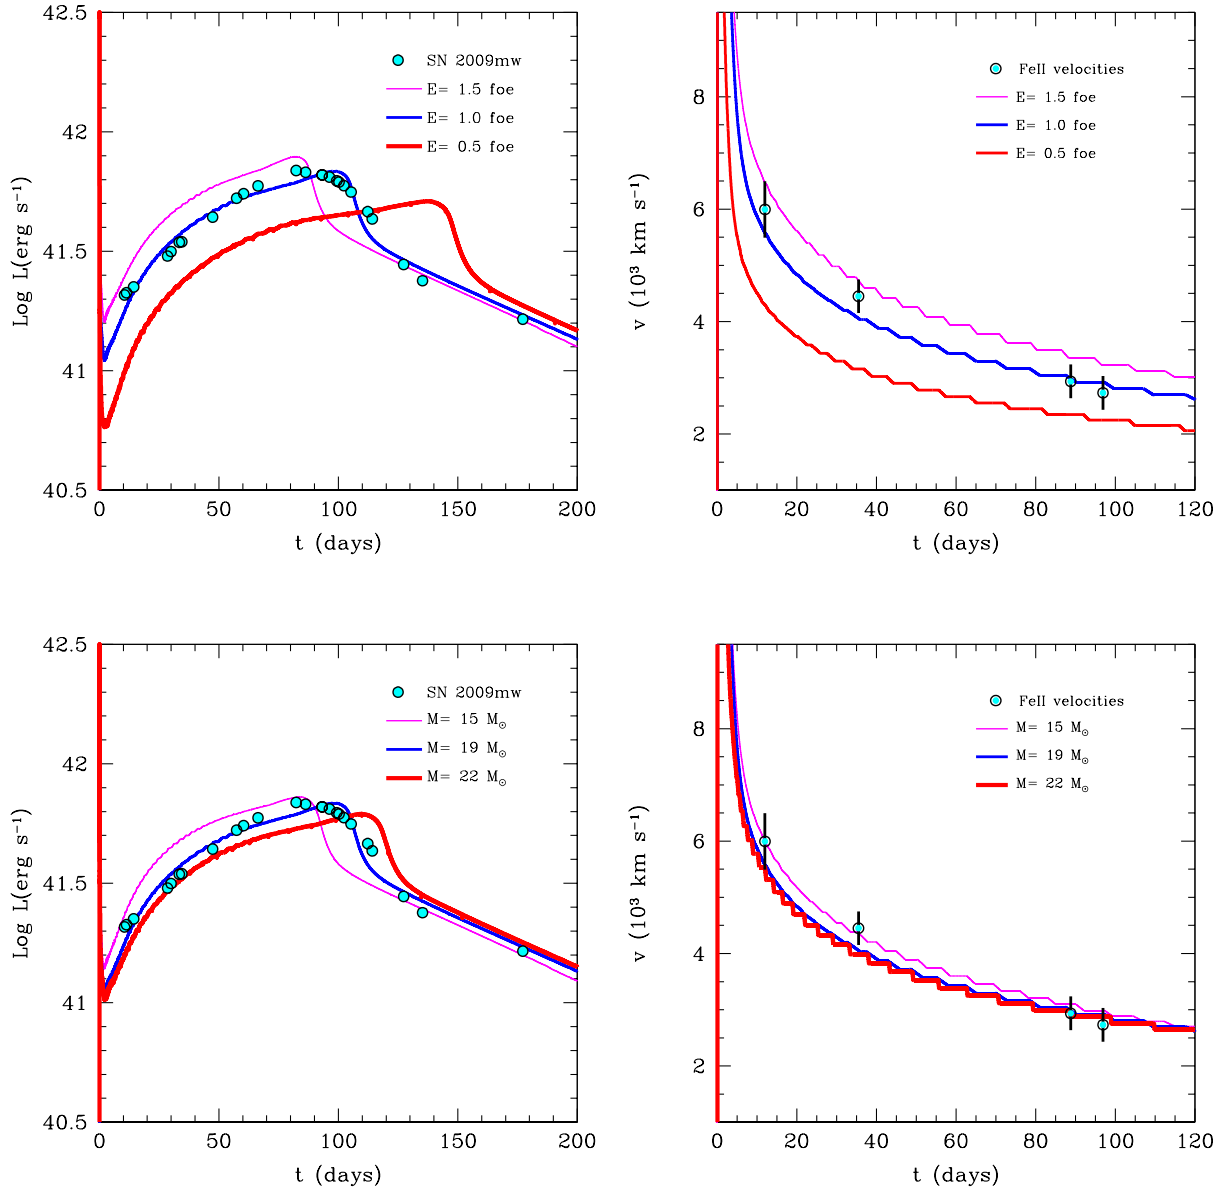 42.5
42
41.5
41
40.5
0
50
100
150
200
t (days)
Log L(erg s⁻¹)
SN 2009mw
E= 1.5 foe
E= 1.0 foe
E= 0.5 foe
8
6
4
2
0
20
40
60
80
100
120
t (days)
v (10³ km s⁻¹)
FeII velocities
E= 1.5 foe
E= 1.0 foe
E= 0.5 foe
42.5
42
41.5
41
40.5
0
50
100
150
200
t (days)
Log L(erg s⁻¹)
SN 2009mw
M= 15 M☉
M= 19 M☉
M= 22 M☉
8
6
4
2
0
20
40
60
80
100
120
t (days)
v (10³ km s⁻¹)
FeII velocities
M= 15 M☉
M= 19 M☉
M= 22 M☉